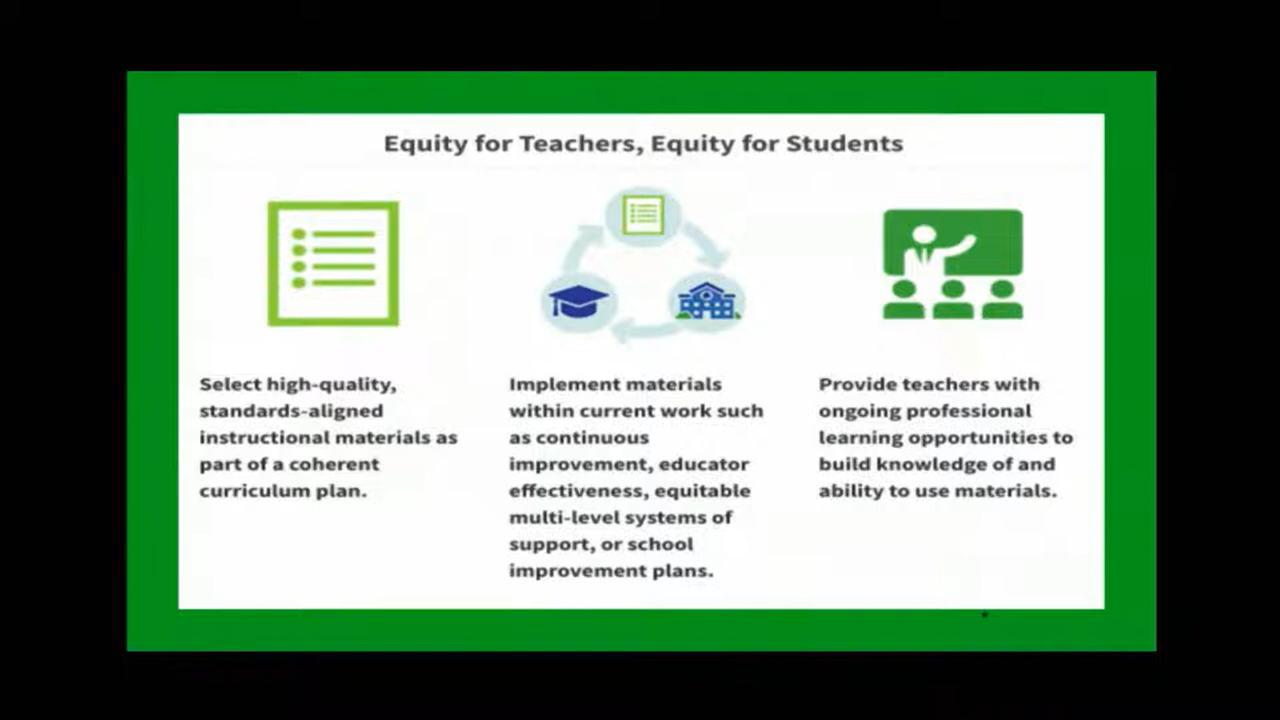 Equity for Teachers, Equity for Students
Select high-quality,
standards-aligned
instructional materials as
part of a coherent
curriculum plan.
Implement materials
within current work such
as continuous
improvement, educator
effectiveness, equitable
multi-level systems of
support, or school
improvement plans.
Provide teachers with
ongoing professional
learning opportunities to
build knowledge of and
ability to use materials.